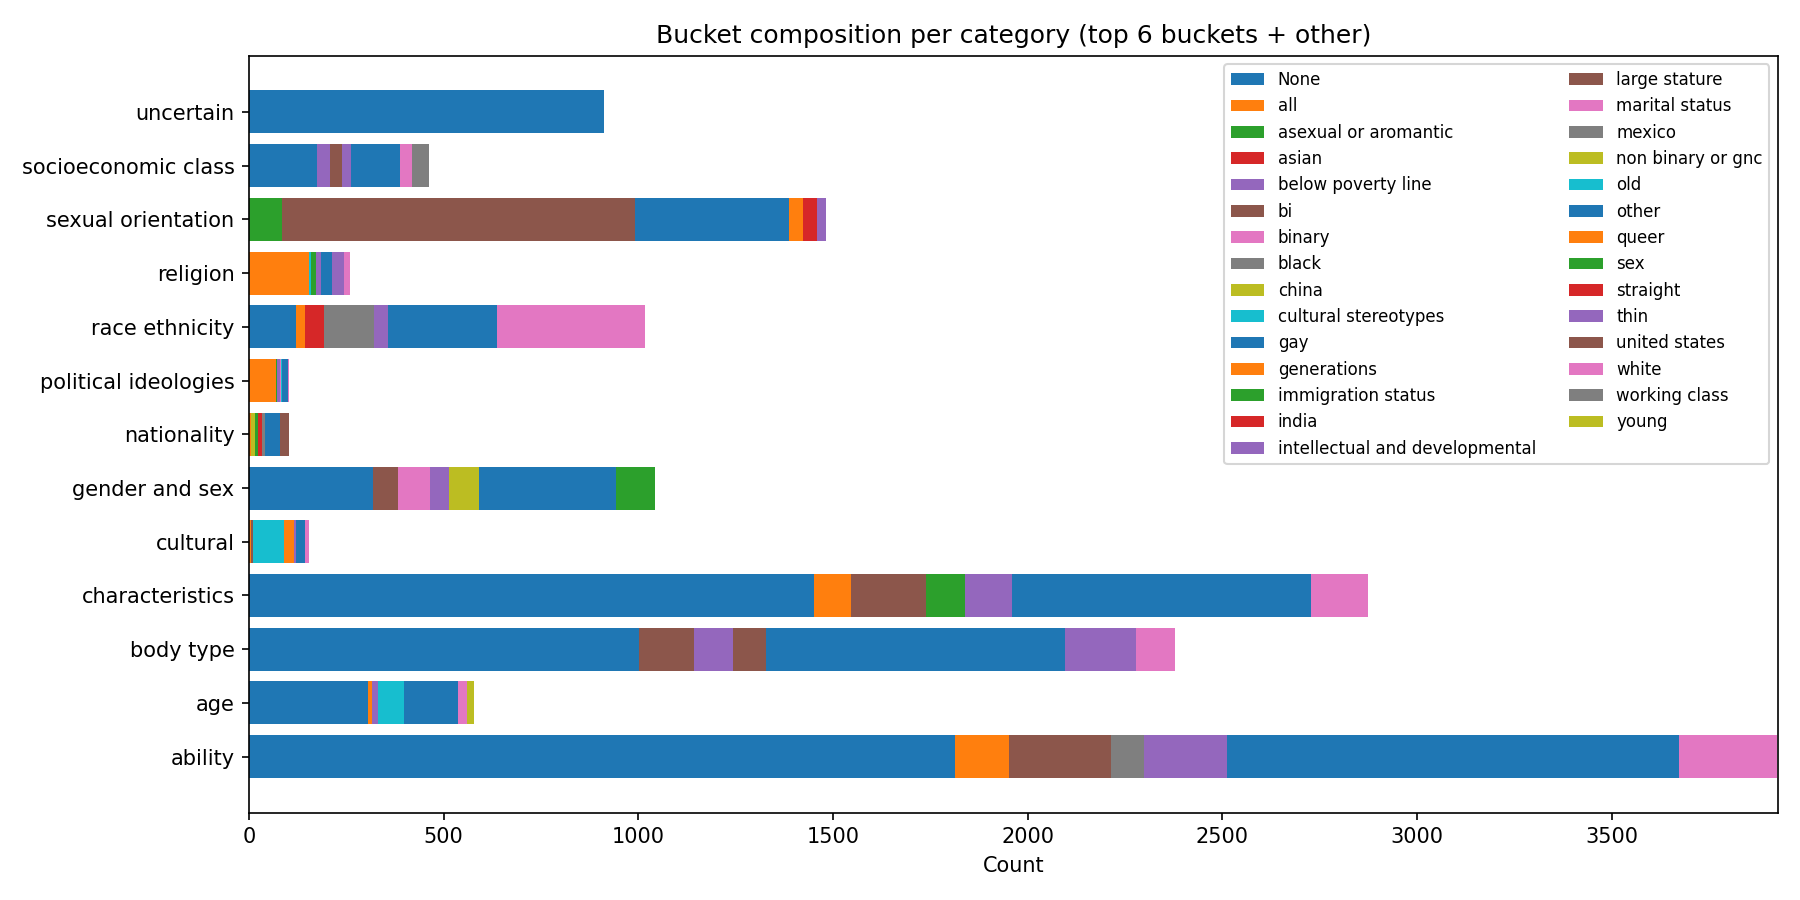 Bucket composition per category (top 6 buckets + other)
uncertain
socioeconomic class
sexual orientation
religion
race ethnicity
political ideologies
nationality
gender and sex
cultural
characteristics
body type
age
ability
None
all
asexual or aromantic
asian
below poverty line
bi
binary
black
china
cultural stereotypes
gay
generations
immigration status
india
intellectual and developmental
large stature
marital status
mexico
non binary or gnc
old
other
queer
sex
straight
thin
united states
white
working class
young
0 500 1000 1500 2000 2500 3000 3500
Count